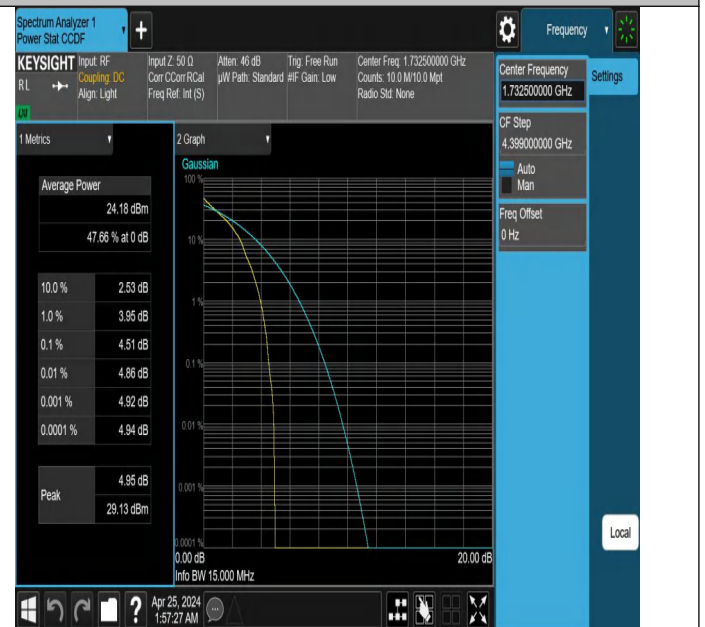 Spectrum Analyzer 1
Power Stat CCDF
+
Frequency
KEYSIGHT
RL
LXI
Input: RF
Coupling: DC
Align: Light
Input Z: 50 Ω
Corr CCorr RCal
Freq Ref: Int (S)
Atten: 46 dB
µW Path: Standard
Trig: Free Run
#IF Gain: Low
Center Freq: 1.732500000 GHz
Counts: 10.0 M/10.0 Mpt
Radio Std: None
Center Frequency
1.732500000 GHz
Settings
CF Step
4.399000000 GHz
Auto
Man
Freq Offset
0 Hz
1 Metrics
Average Power
24.18 dBm
47.66 % at 0 dB
10.0 % 2.53 dB
1.0 % 3.95 dB
0.1 % 4.51 dB
0.01 % 4.86 dB
0.001 % 4.92 dB
0.0001 % 4.94 dB
Peak
4.95 dB
29.13 dBm
2 Graph
Gaussian
100 %
10 %
1 %
0.1 %
0.01 %
0.001 %
0.0001 %
0.00 dB
20.00 dB
Info BW 15.000 MHz
Local
?
Apr 25, 2024
1:57:27 AM